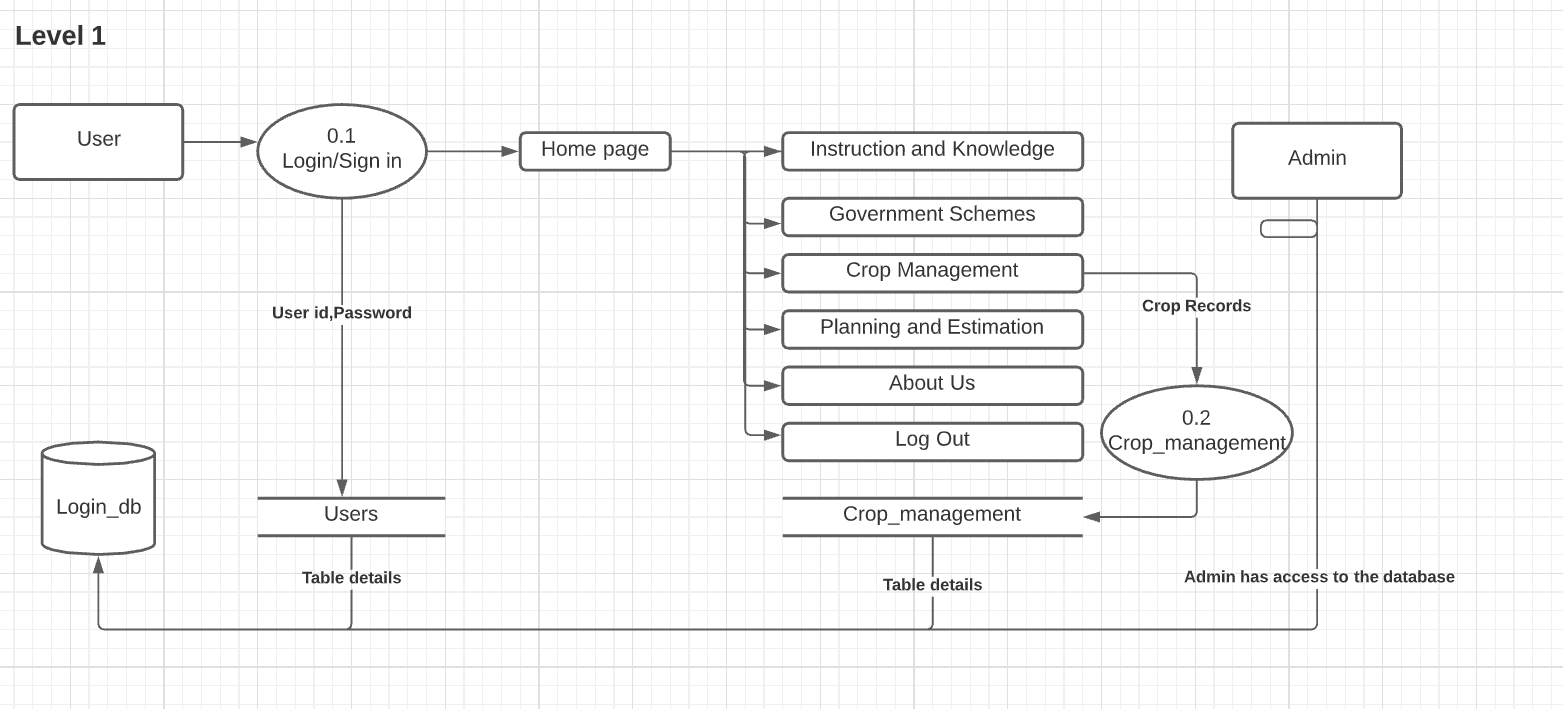 Level 1
User
0.1
Login/Sign in
Home page
Instruction and Knowledge
Government Schemes
Crop Management
Planning and Estimation
About Us
Log Out
Admin
User id,Password
Crop Records
0.2
Crop_management
Login_db
Users
Crop_management
Table details
Table details
Admin has access to the database